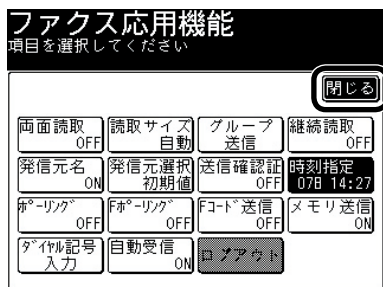 ファクス応用機能
項目を選択してください
閉じる
両面読取 読取サイズ グループ 継続読取
OFF 自動 送信 OFF
発信元名 発信元選択 送信確認証 時刻指定
ON 初期値 OFF 07日 14:27
ﾎﾟｰﾘﾝｸﾞ Fﾎﾟｰﾘﾝｸﾞ Fｺｰﾄﾞ送信 メモリ送信
OFF OFF OFF ON
ﾀﾞｲﾔﾙ記号 自動受信 ログアウト
入力 ON